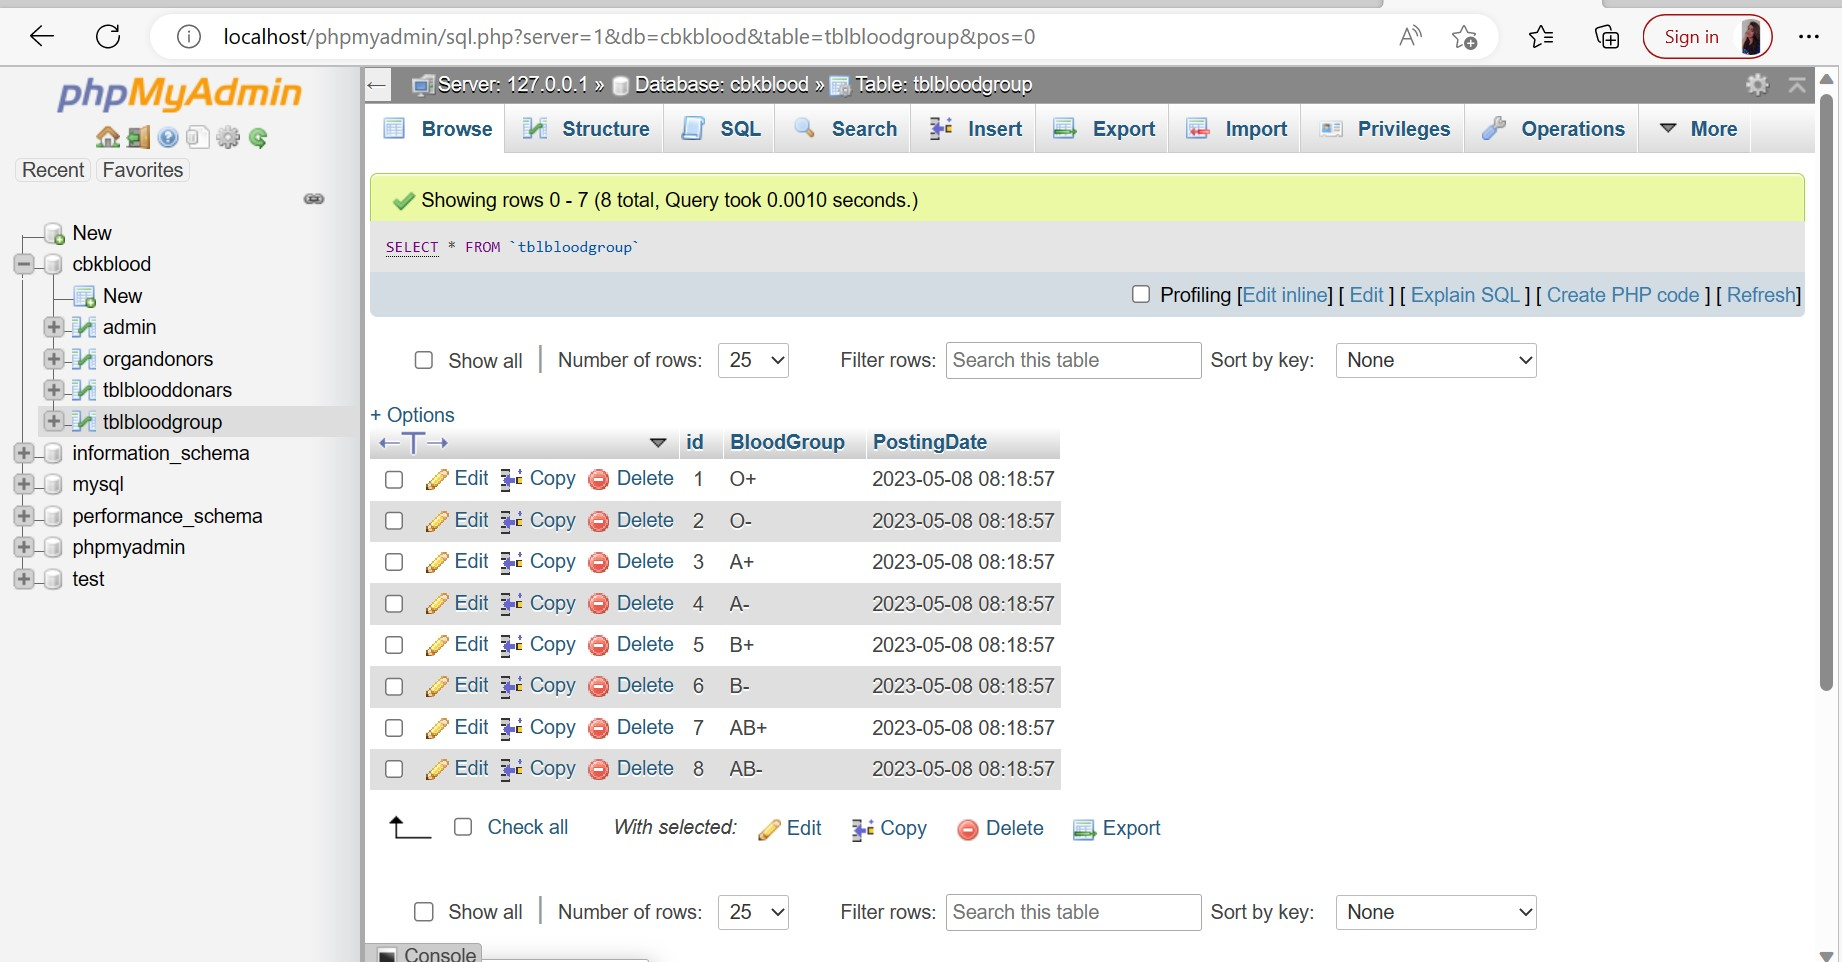 localhost/phpmyadmin/sql.php?server=1&db=cbkblood&table=tblbloodgroup&pos=0
A
Sign in
phpMyAdmin
Recent Favorites
New
cbkblood
New
admin
organdonors
tblblooddonars
tblbloodgroup
information_schema
mysql
performance_schema
phpmyadmin
test
Server: 127.0.0.1 » Database: cbkblood » Table: tblbloodgroup
Browse Structure SQL Search Insert Export Import Privileges Operations More
Showing rows 0 - 7 (8 total, Query took 0.0010 seconds.)
SELECT * FROM `tblbloodgroup`
Profiling [Edit inline] [ Edit ] [ Explain SQL ] [ Create PHP code ] [ Refresh]
Show all | Number of rows: 25 Filter rows: Search this table Sort by key: None
+ Options
←T→ id BloodGroup PostingDate
Edit Copy Delete 1 O+ 2023-05-08 08:18:57
Edit Copy Delete 2 O- 2023-05-08 08:18:57
Edit Copy Delete 3 A+ 2023-05-08 08:18:57
Edit Copy Delete 4 A- 2023-05-08 08:18:57
Edit Copy Delete 5 B+ 2023-05-08 08:18:57
Edit Copy Delete 6 B- 2023-05-08 08:18:57
Edit Copy Delete 7 AB+ 2023-05-08 08:18:57
Edit Copy Delete 8 AB- 2023-05-08 08:18:57
Check all With selected: Edit Copy Delete Export
Show all | Number of rows: 25 Filter rows: Search this table Sort by key: None
Console